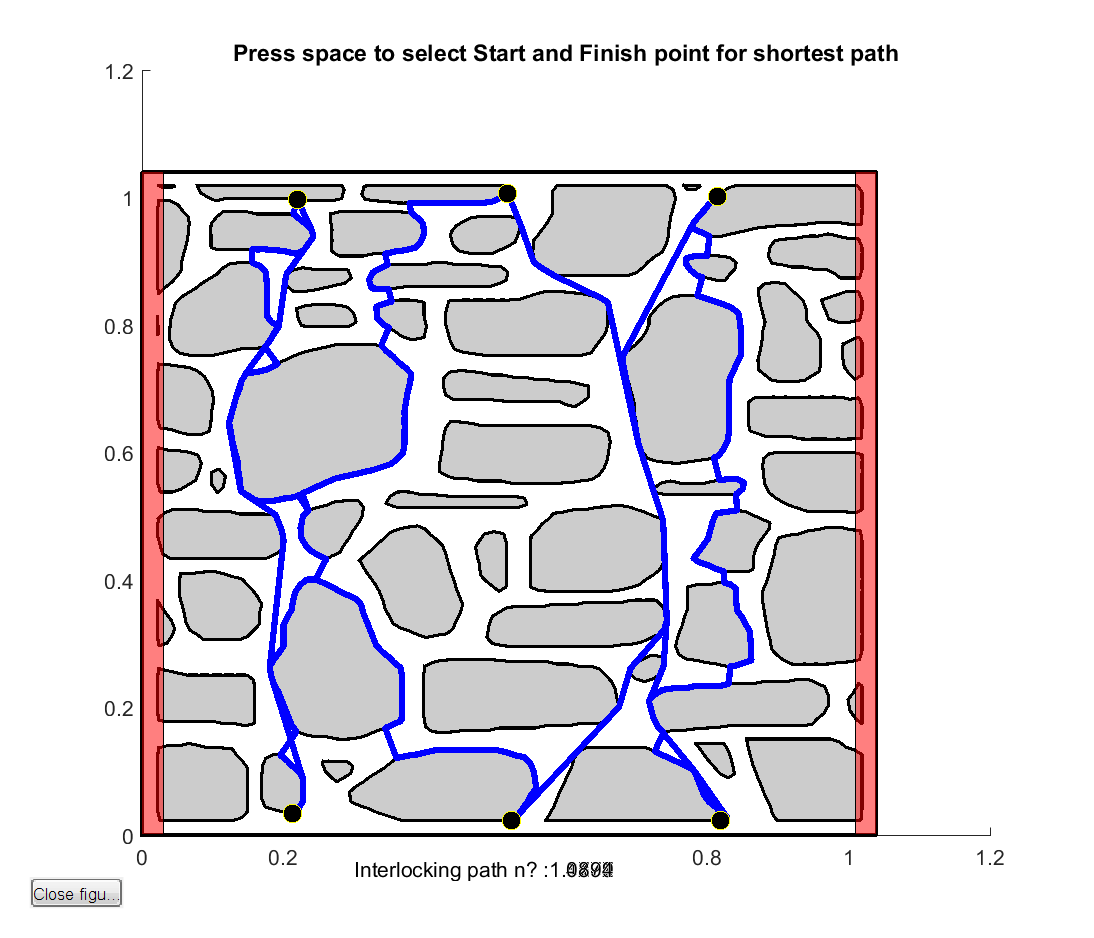 Press space to select Start and Finish point for shortest path
1.2
1
0.8
0.6
0.4
0.2
0
0 0.2 0.8 1 1.2
Interlocking path n? :
Close figu...